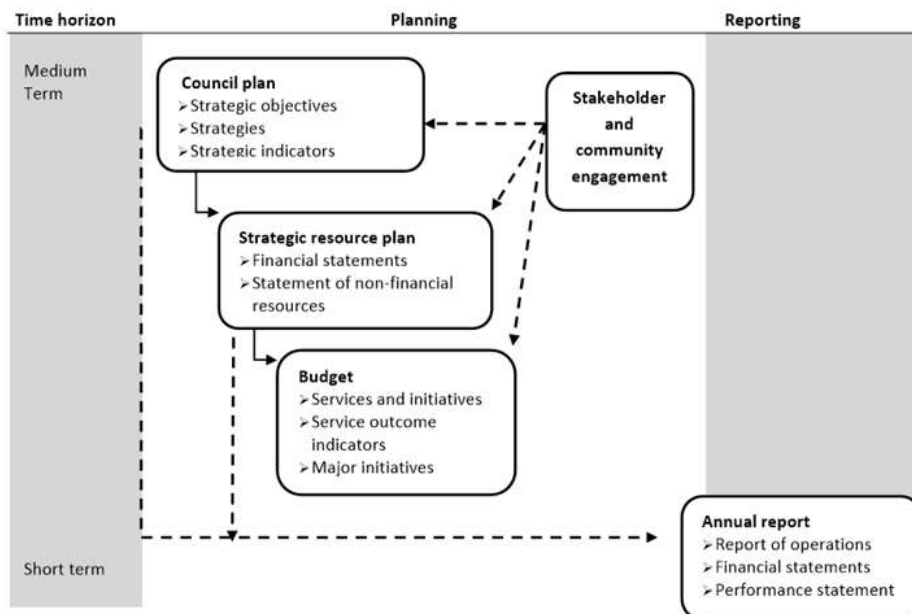 Time horizon Planning Reporting
Medium
Term
Council plan
➢Strategic objectives
➢Strategies
➢Strategic indicators
Stakeholder
and
community
engagement
Strategic resource plan
➢Financial statements
➢Statement of non-financial
resources
Budget
➢Services and initiatives
➢Service outcome
indicators
➢Major initiatives
Annual report
➢Report of operations
➢Financial statements
➢Performance statement
Short term